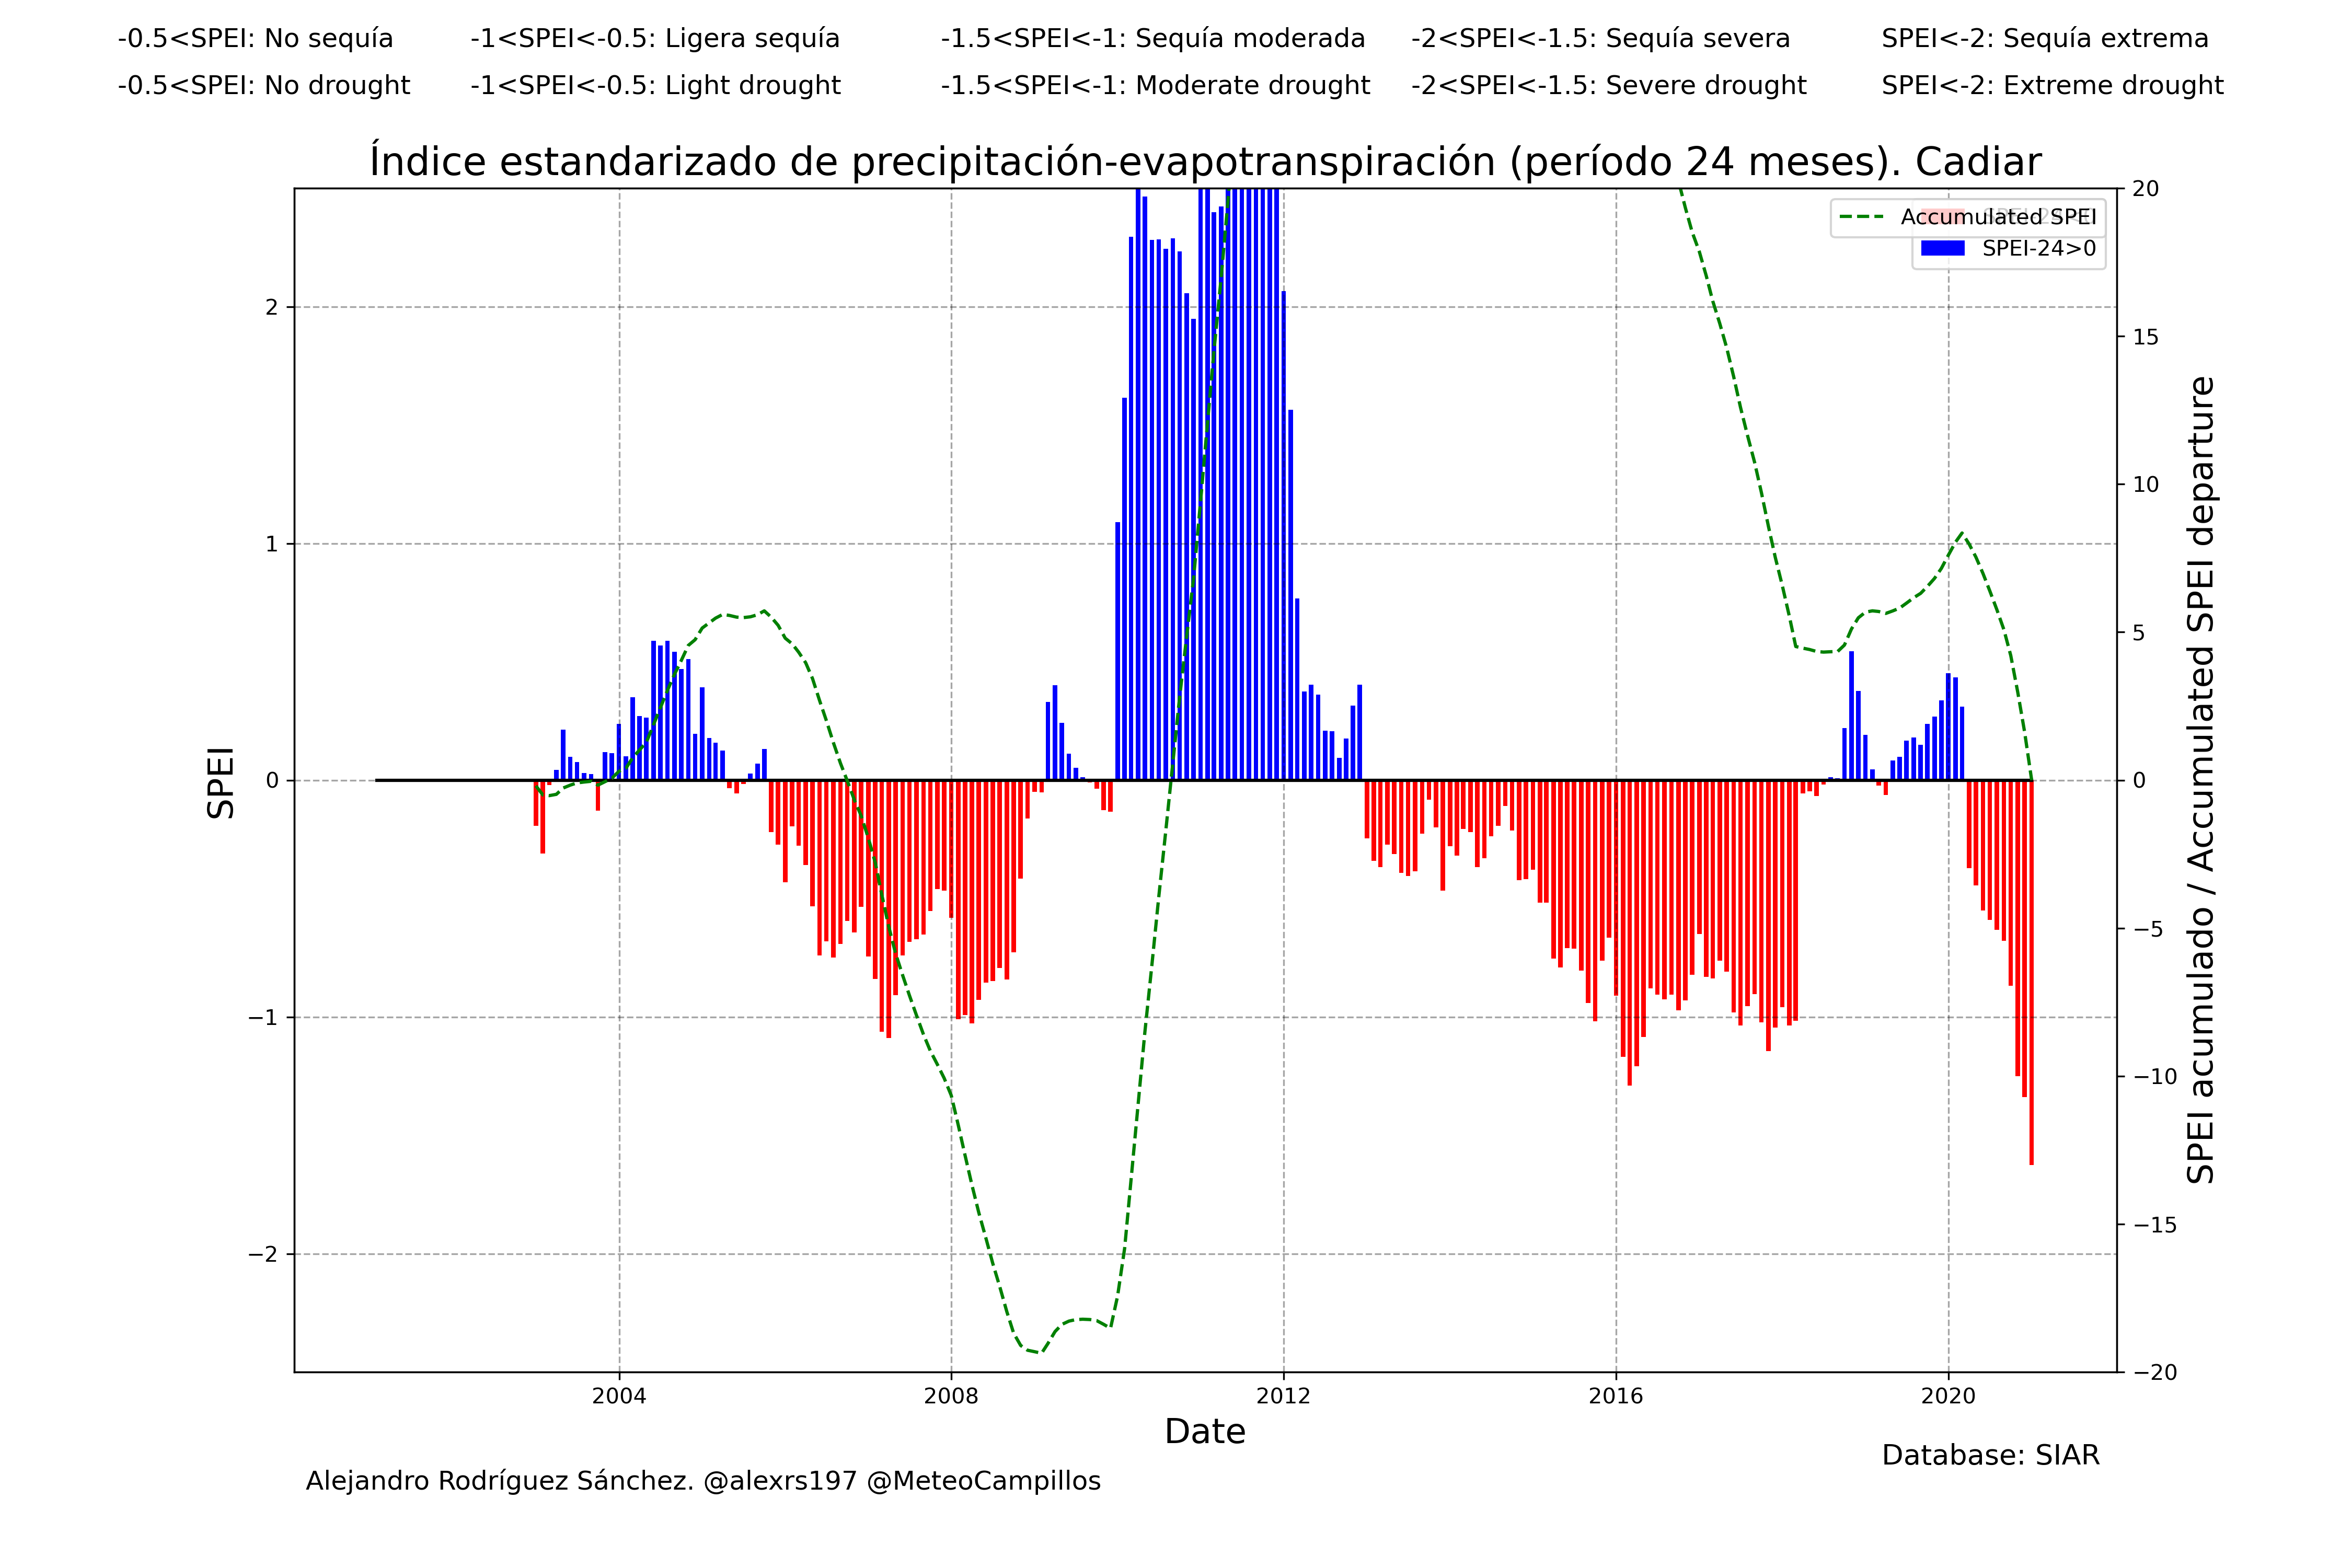 -0.5<SPEI: No sequía -1<SPEI<-0.5: Ligera sequía -1.5<SPEI<-1: Sequía moderada -2<SPEI<-1.5: Sequía severa SPEI<-2: Sequía extrema
-0.5<SPEI: No drought -1<SPEI<-0.5: Light drought -1.5<SPEI<-1: Moderate drought -2<SPEI<-1.5: Severe drought SPEI<-2: Extreme drought
Índice estandarizado de precipitación-evapotranspiración (período 24 meses). Cadiar
Accumulated SPEI
SPEI-24>0
SPEI
2
1
0
−1
−2
20
15
10
5
0
−5
−10
−15
−20
SPEI acumulado / Accumulated SPEI departure
2004 2008 2012 2016 2020
Date
Database: SIAR
Alejandro Rodríguez Sánchez. @alexrs197 @MeteoCampillos